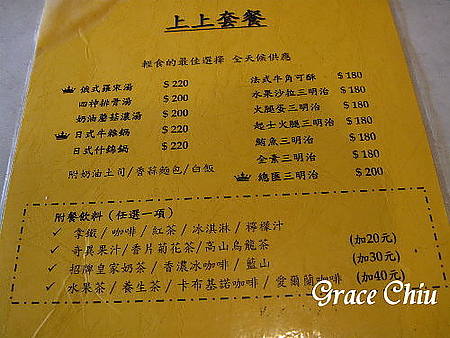 上上套餐
輕食的最佳選擇 全天候供應
俄式羅宋湯 $220
四神排骨湯 $200
奶油蘑菇濃湯 $200
日式牛雜鍋 $220
日式什錦鍋 $220
附奶油土司/香蒜麵包/白飯
法式牛角可酥 $180
水果沙拉三明治 $180
火腿蛋三明治 $180
起士火腿三明治 $180
鮪魚三明治 $180
全素三明治 $180
總匯三明治 $200
附餐飲料(任選一項)
✓ 拿鐵/咖啡/紅茶/冰淇淋/檸檬汁
✓ 奇異果汁/香片菊花茶/高山烏龍茶 (加20元)
✓ 招牌皇家奶茶/香濃冰咖啡/藍山 (加30元)
✓ 水果茶/養生茶/卡布基諾咖啡/愛爾蘭咖啡 (加40元)
Grace Chiu